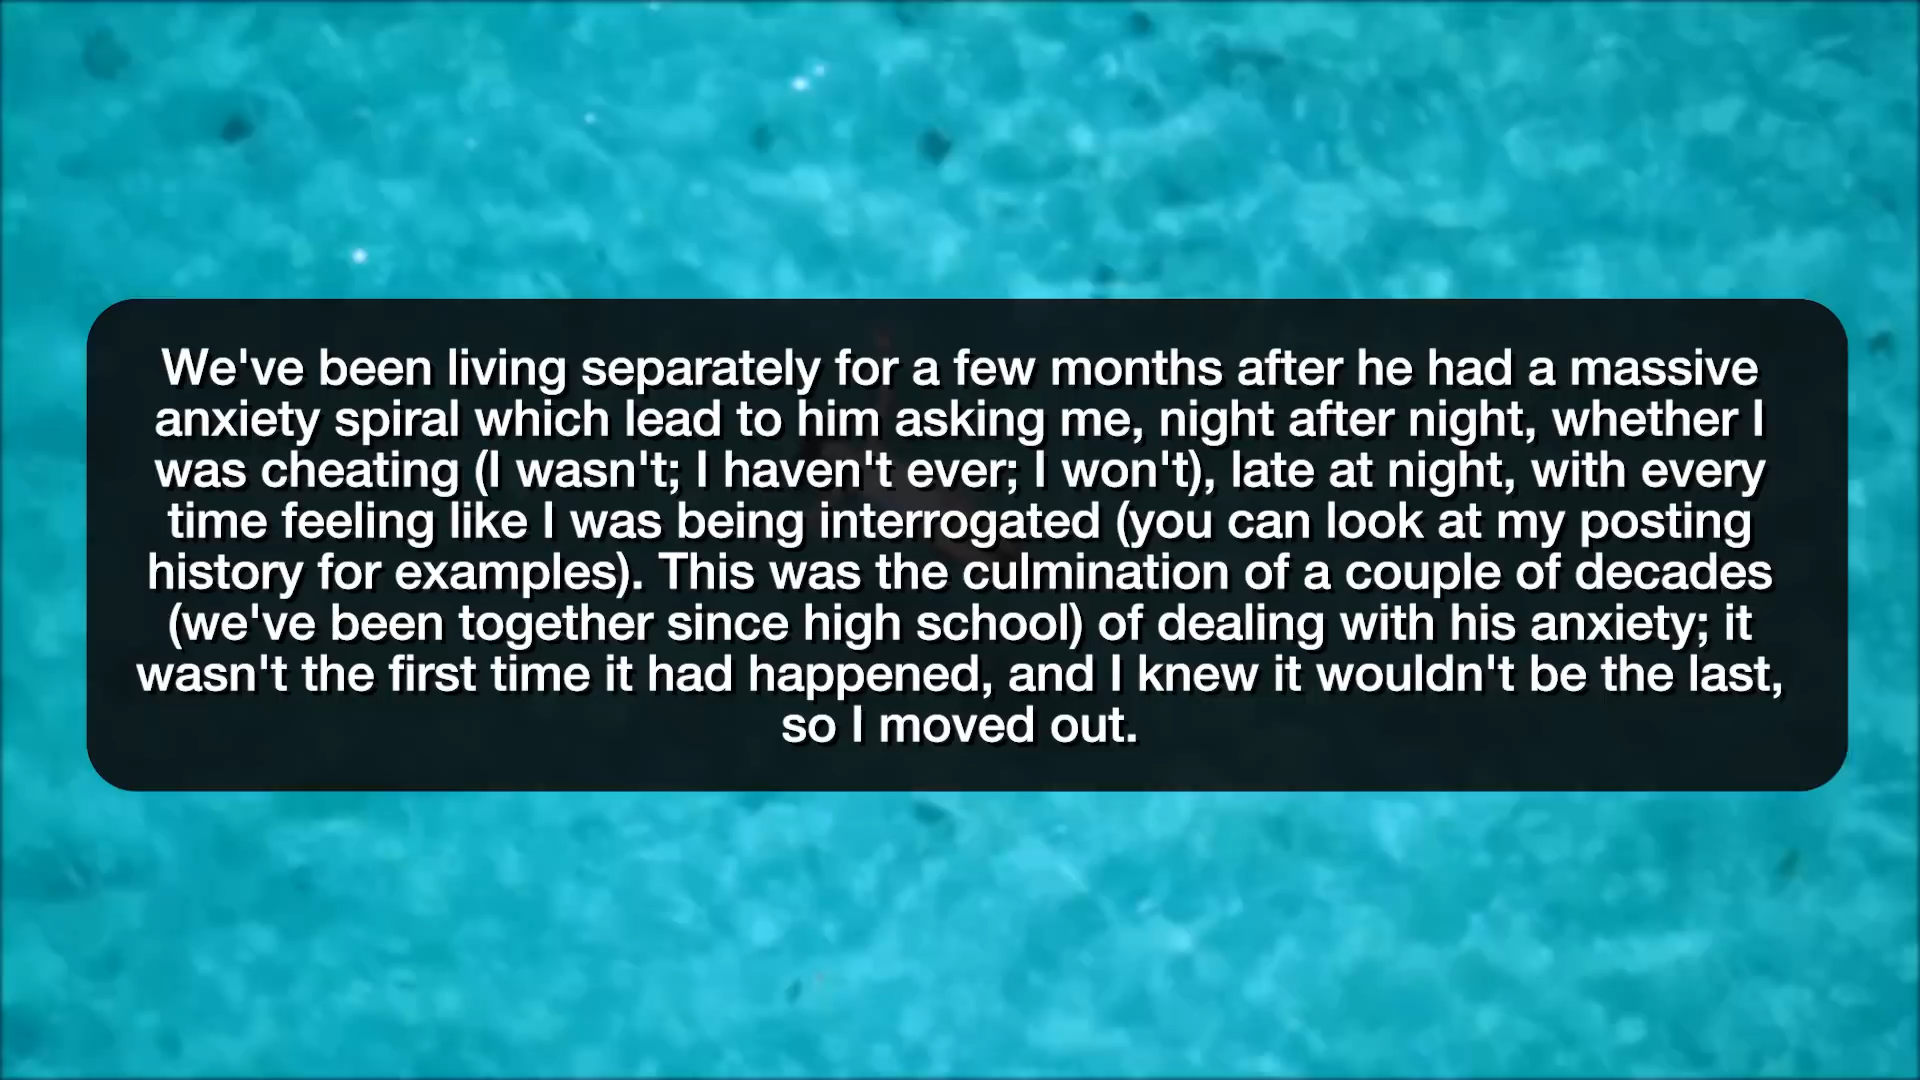 We've been living separately for a few months after he had a massive
anxiety spiral which lead to him asking me, night after night, whether I
was cheating (I wasn't; I haven't ever; I won't), late at night, with every
time feeling like I was being interrogated (you can look at my posting
history for examples). This was the culmination of a couple of decades
(we've been together since high school) of dealing with his anxiety; it
wasn't the first time it had happened, and I knew it wouldn't be the last,
so I moved out.